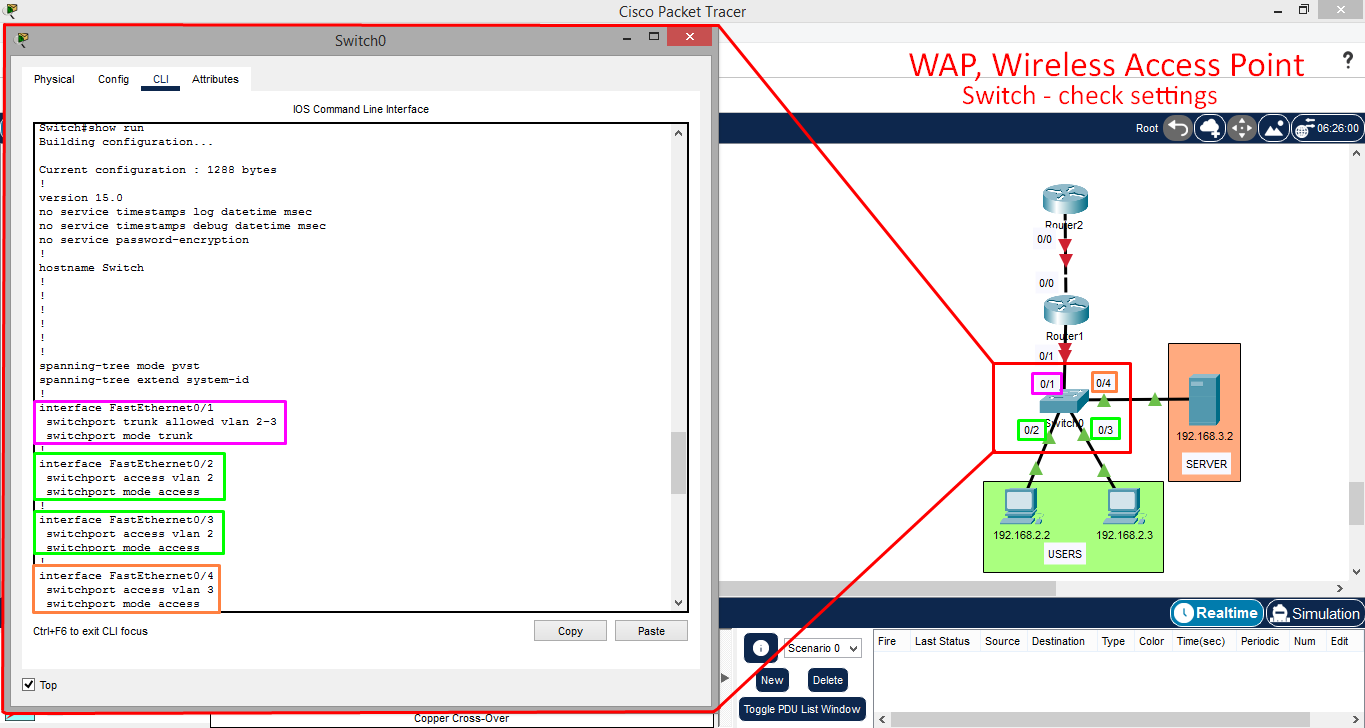 Cisco Packet Tracer
Switch0
WAP, Wireless Access Point
Switch - check settings
?
Physical
Config
CLI
Attributes
IOS Command Line Interface
Switch#show run
Building configuration...
Current configuration : 1288 bytes
!
version 15.0
no service timestamps log datetime msec
no service timestamps debug datetime msec
no service password-encryption
!
hostname Switch
!
!
!
!
!
!
spanning-tree mode pvst
spanning-tree extend system-id
!
interface FastEthernet0/1
switchport trunk allowed vlan 2-3
switchport mode trunk
!
interface FastEthernet0/2
switchport access vlan 2
switchport mode access
!
interface FastEthernet0/3
switchport access vlan 2
switchport mode access
!
interface FastEthernet0/4
switchport access vlan 3
switchport mode access
Ctrl+F6 to exit CLI focus
Copy
Paste
Top
Copper Cross-Over
Root
06:26:00
Router2
0/0
0/0
Router1
0/1
0/1
0/4
Switch0
0/2
0/3
192.168.3.2
SERVER
192.168.2.2
192.168.2.3
USERS
Realtime
Simulation
Scenario 0
New
Delete
Toggle PDU List Window
Fire
Last Status
Source
Destination
Type
Color
Time(sec)
Periodic
Num
Edit